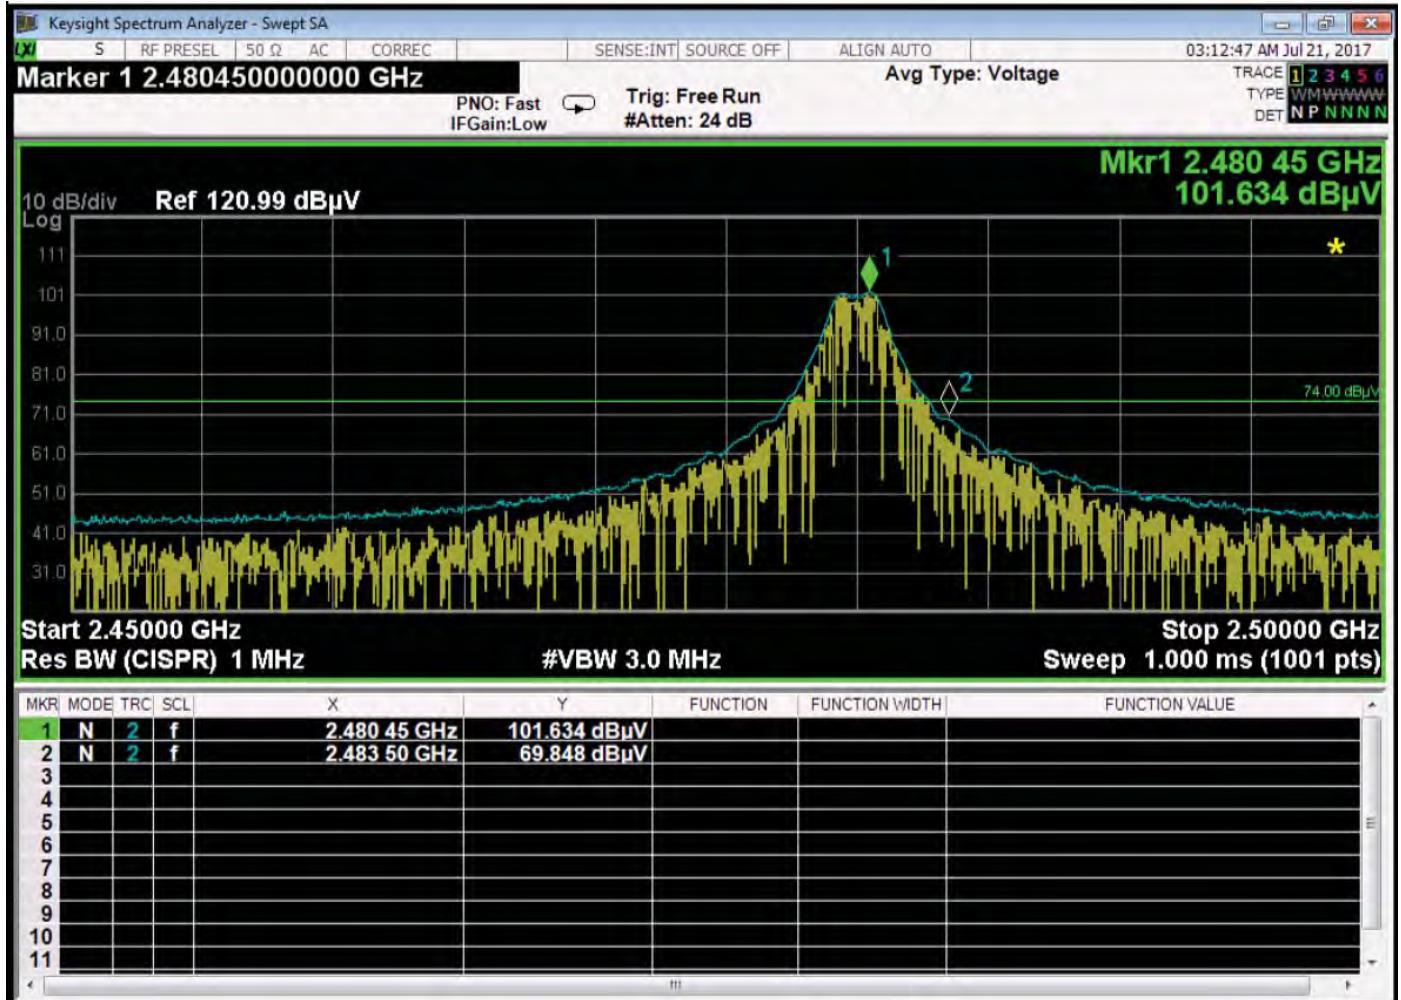 Keysight Spectrum Analyzer - Swept SA
LXI S RF PRESEL 50 Ω AC CORREC SENSE:INT SOURCE OFF ALIGN AUTO 03:12:47 AM Jul 21, 2017
Marker 1 2.480450000000 GHz
PNO: Fast
IFGain:Low
Trig: Free Run
#Atten: 24 dB
Avg Type: Voltage
TRACE 1 2 3 4 5 6
TYPE WMWWWW
DET N P N N N N
Mkr1 2.480 45 GHz
101.634 dBµV
10 dB/div Ref 120.99 dBµV
Log
111
101
91.0
81.0
71.0
61.0
51.0
41.0
31.0
1
*
2
74.00 dBµV
Start 2.45000 GHz Stop 2.50000 GHz
Res BW (CISPR) 1 MHz #VBW 3.0 MHz Sweep 1.000 ms (1001 pts)
MKR MODE TRC SCL X Y FUNCTION FUNCTION WIDTH FUNCTION VALUE
1 N 2 f 2.480 45 GHz 101.634 dBµV
2 N 2 f 2.483 50 GHz 69.848 dBµV
3
4
5
6
7
8
9
10
11